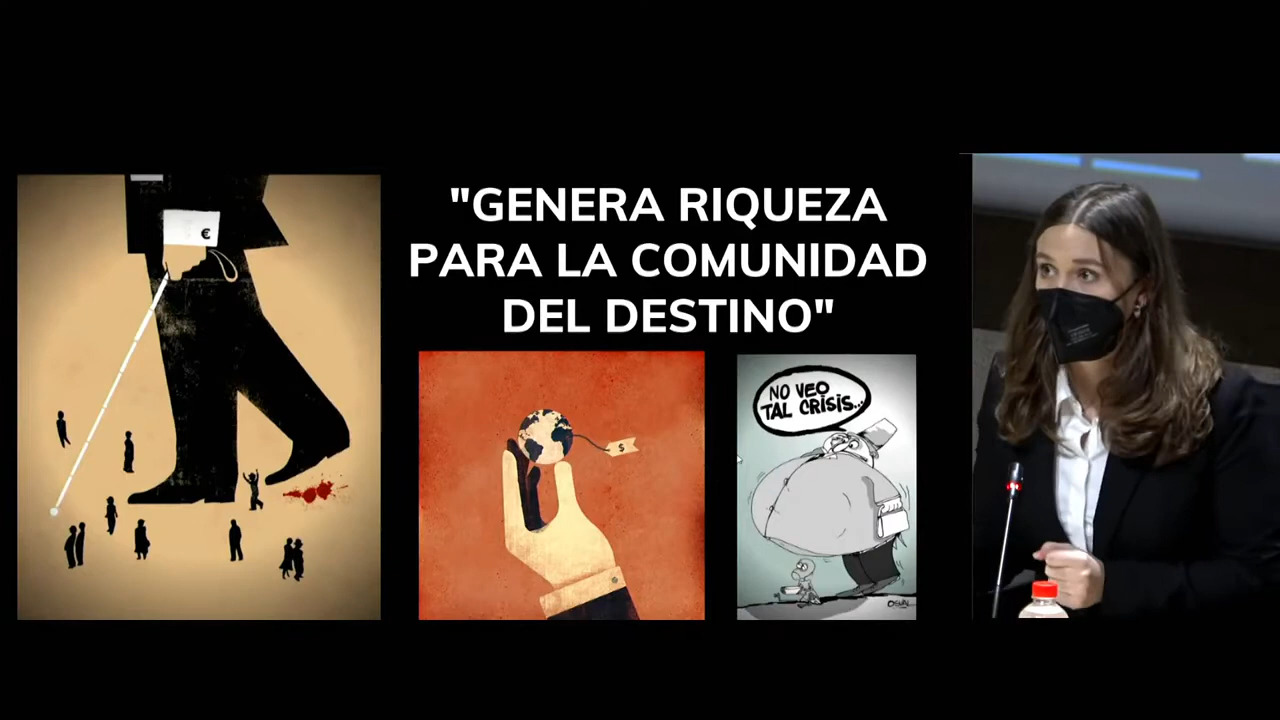 "GENERA RIQUEZA
PARA LA COMUNIDAD
DEL DESTINO"
€
$
NO VEO
TAL CRISIS...